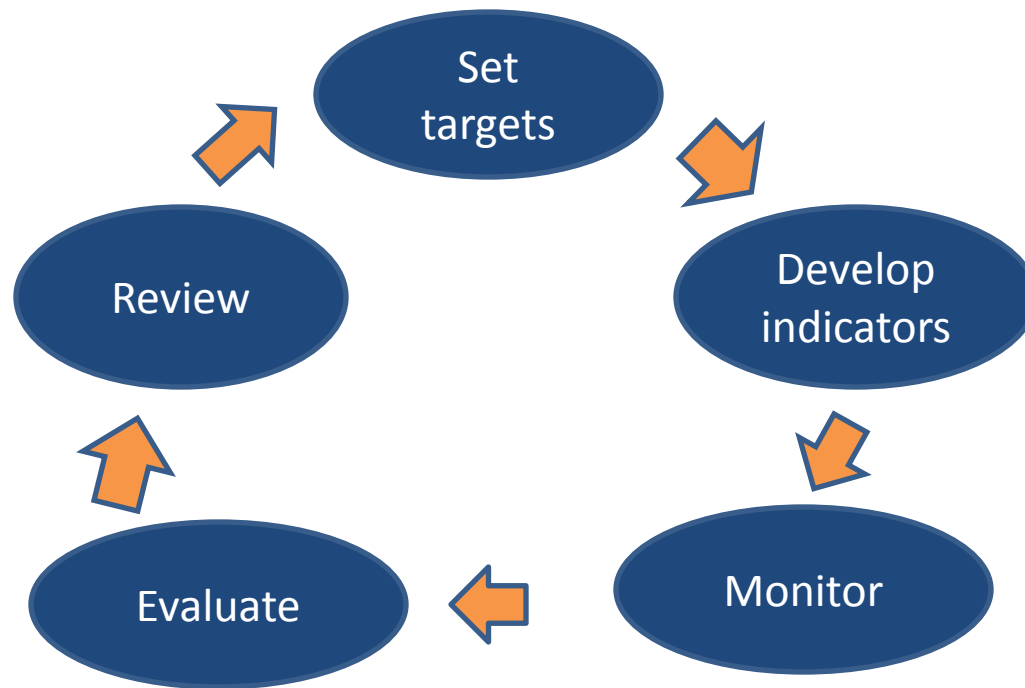 Set
targets
Develop
indicators
Monitor
Evaluate
Review